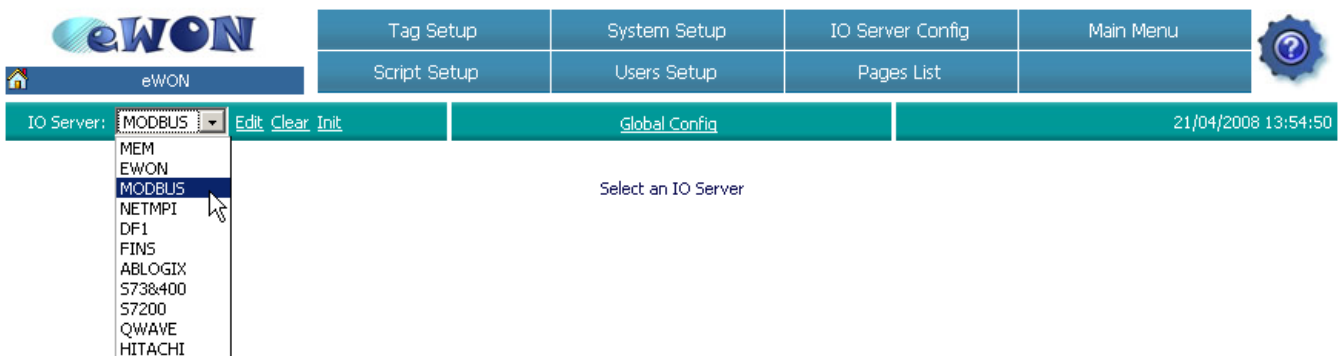 eWON
Tag Setup System Setup IO Server Config Main Menu
eWON
Script Setup Users Setup Pages List
IO Server: MODBUS Edit Clear Init Global Config 21/04/2008 13:54:50
MEM
EWON
MODBUS
Select an IO Server
NETMPI
DF1
FINS
ABLOGIX
S73&400
S7200
QWAVE
HITACHI